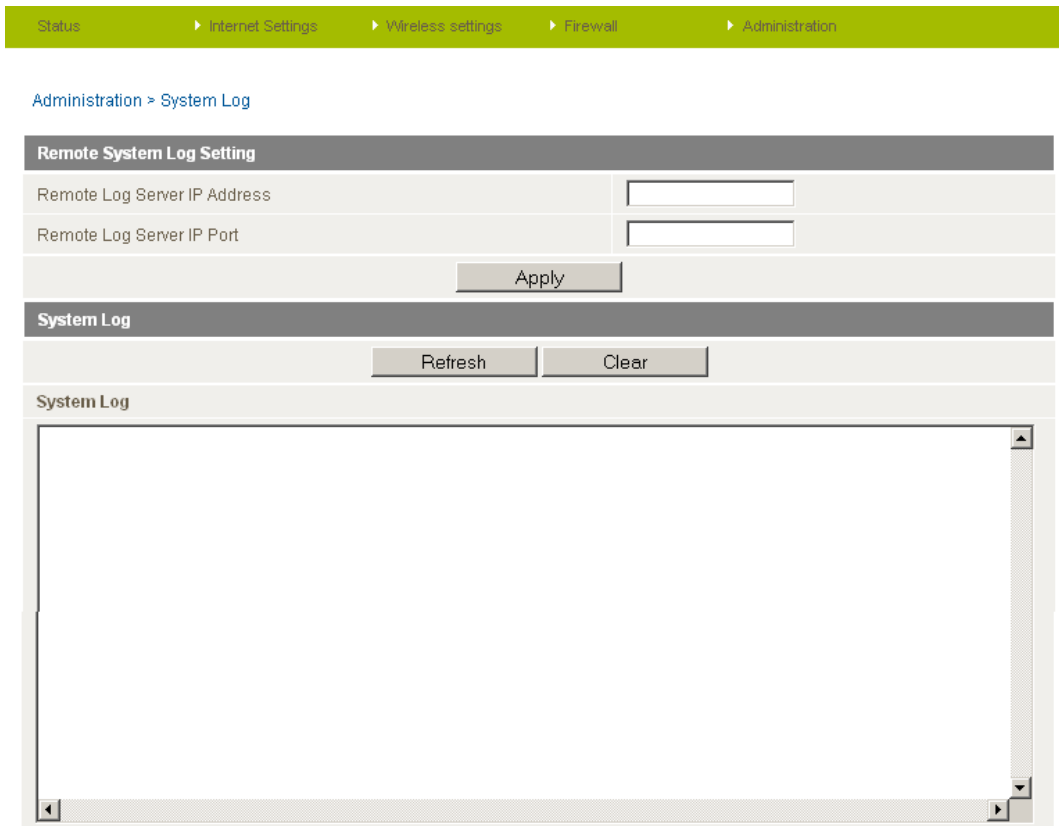 Status Internet Settings Wireless settings Firewall Administration
Administration > System Log
Remote System Log Setting
Remote Log Server IP Address
Remote Log Server IP Port
Apply
System Log
Refresh Clear
System Log